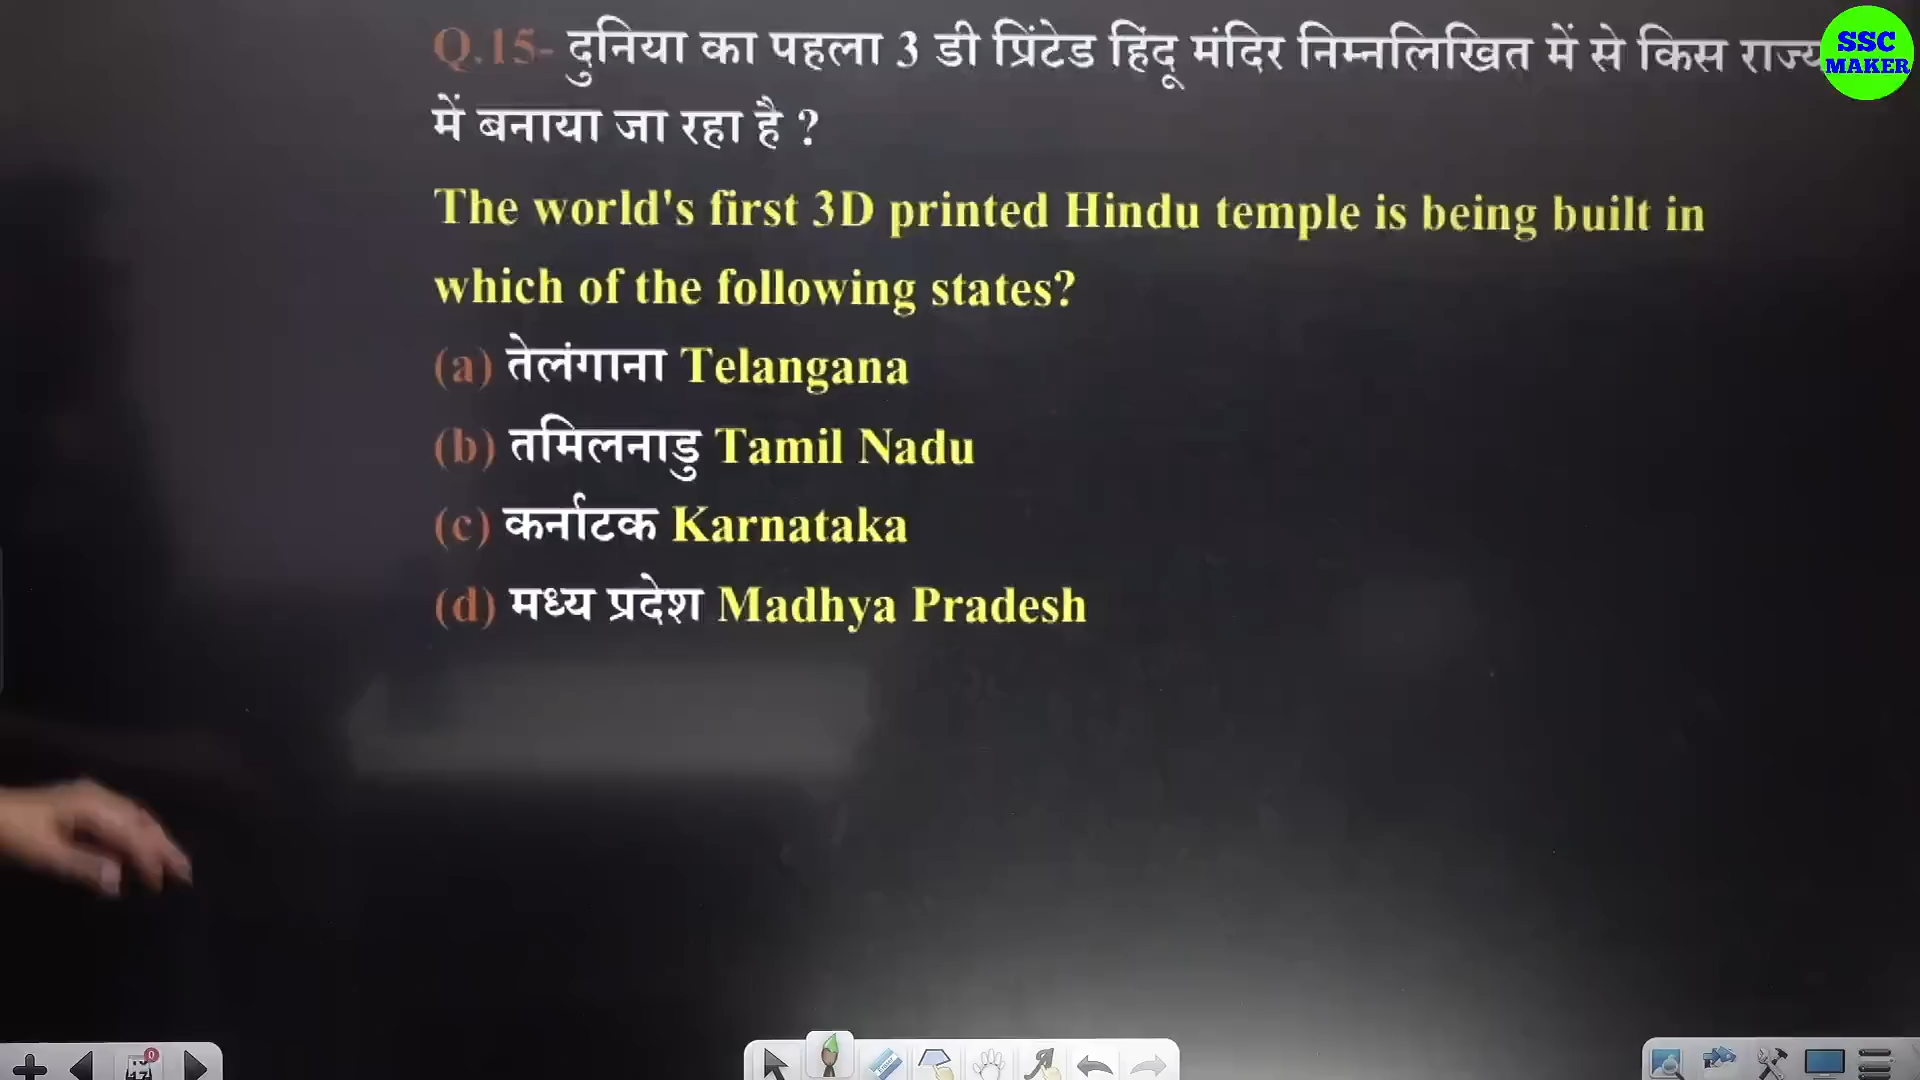 Q.15- दुनिया का पहला 3 डी प्रिंटेड हिंदू मंदिर निम्नलिखित में से किस राज्य
में बनाया जा रहा है ?
The world's first 3D printed Hindu temple is being built in
which of the following states?
(a) तेलंगाना Telangana
(b) तमिलनाडु Tamil Nadu
(c) कर्नाटक Karnataka
(d) मध्य प्रदेश Madhya Pradesh
SSC
MAKER
0